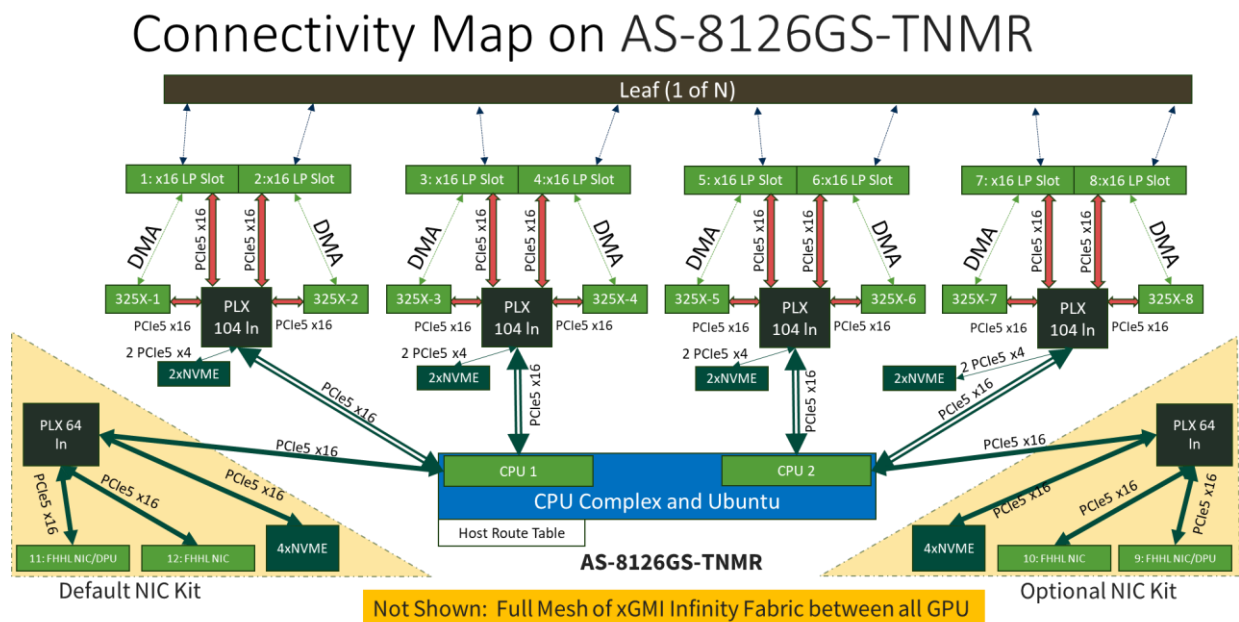 Connectivity Map on AS-8126GS-TNMR
Leaf (1 of N)
1: x16 LP Slot
2:x16 LP Slot
3: x16 LP Slot
4:x16 LP Slot
5: x16 LP Slot
6:x16 LP Slot
7: x16 LP Slot
8:x16 LP Slot
DMA
PCIe5 x16
PCIe5 x16
DMA
DMA
PCIe5 x16
PCIe5 x16
DMA
DMA
PCIe5 x16
PCIe5 x16
DMA
DMA
PCIe5 x16
PCIe5 x16
DMA
325X-1
PLX
104 In
325X-2
325X-3
PLX
104 In
325X-4
325X-5
PLX
104 In
325X-6
325X-7
PLX
104 In
325X-8
PCIe5 x16
PCIe5 x16
PCIe5 x16
PCIe5 x16
PCIe5 x16
PCIe5 x16
PCIe5 x16
PCIe5 x16
2 PCIe5 x4
2xNVME
2 PCIe5 x4
2xNVME
2 PCIe5 x4
2xNVME
2 PCIe5 x4
2xNVME
PCIe5 x16
PCIe5 x16
PCIe5 x16
PCIe5 x16
PLX 64
In
PCIe5 x16
PCIe5 x16
PCIe5 x16
PCIe5 x16
11: FHHL NIC/DPU
12: FHHL NIC
4xNVME
Default NIC Kit
CPU 1
CPU 2
CPU Complex and Ubuntu
Host Route Table
AS-8126GS-TNMR
PLX 64
In
PCIe5 x16
PCIe5 x16
PCIe5 x16
PCIe5 x16
4xNVME
10: FHHL NIC
9: FHHL NIC/DPU
Optional NIC Kit
Not Shown: Full Mesh of xGMI Infinity Fabric between all GPU